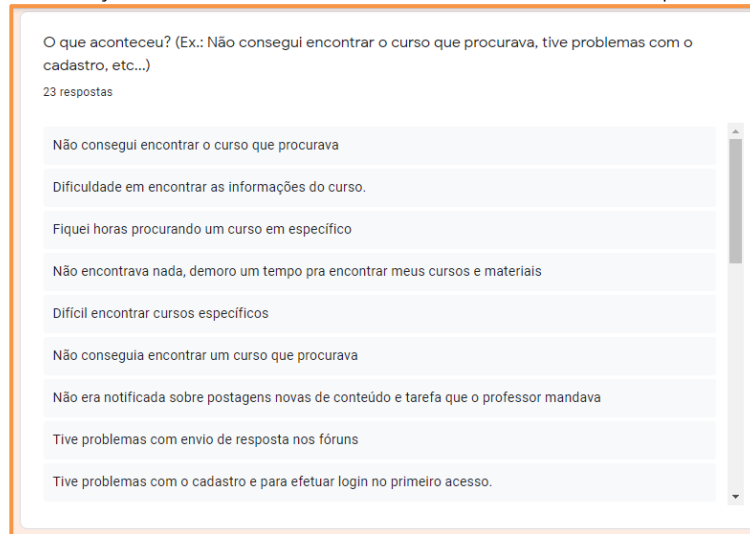 O que aconteceu? (Ex.: Não consegui encontrar o curso que procurava, tive problemas com o
cadastro, etc...)
23 respostas
Não consegui encontrar o curso que procurava
Dificuldade em encontrar as informações do curso.
Fiquei horas procurando um curso em específico
Não encontrava nada, demoro um tempo pra encontrar meus cursos e materiais
Difícil encontrar cursos específicos
Não conseguia encontrar um curso que procurava
Não era notificada sobre postagens novas de conteúdo e tarefa que o professor mandava
Tive problemas com envio de resposta nos fóruns
Tive problemas com o cadastro e para efetuar login no primeiro acesso.